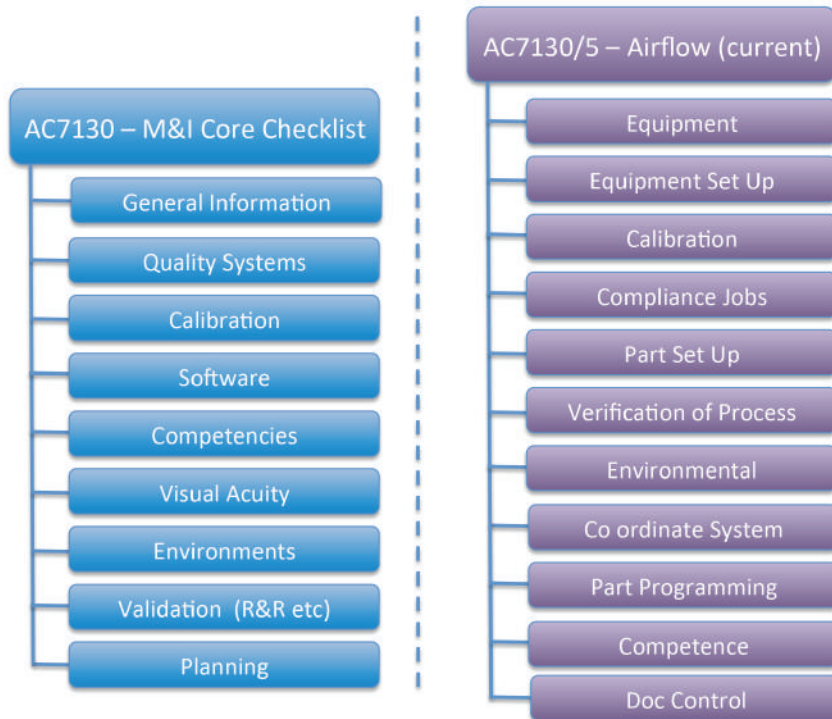 AC7130 – M&I Core Checklist
General Information
Quality Systems
Calibration
Software
Competencies
Visual Acuity
Environments
Validation (R&R etc)
Planning
AC7130/5 – Airflow (current)
Equipment
Equipment Set Up
Calibration
Compliance Jobs
Part Set Up
Verification of Process
Environmental
Co ordinate System
Part Programming
Competence
Doc Control